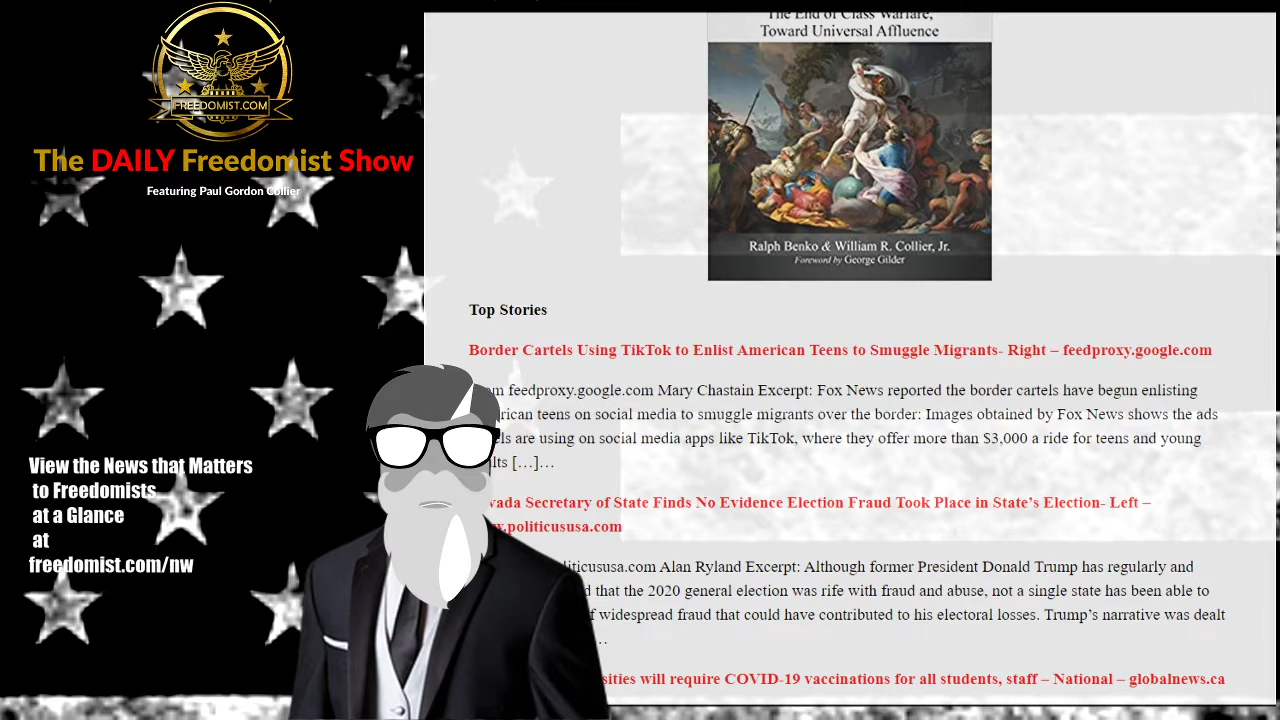 FREEDOMIST.COM
The DAILY Freedomist Show
Featuring Paul Gordon Collier
View the News that Matters
to Freedomists
at a Glance
at
freedomist.com/nw
The End of Class Warfare,
Toward Universal Affluence
Ralph Benko & William R. Collier, Jr.
Foreword by George Gilder
Top Stories
Border Cartels Using TikTok to Enlist American Teens to Smuggle Migrants- Right – feedproxy.google.com
feedproxy.google.com Mary Chastain Excerpt: Fox News reported the border cartels have begun enlisting
teens on social media to smuggle migrants over the border: Images obtained by Fox News shows the ads
are using on social media apps like TikTok, where they offer more than $3,000 a ride for teens and young
[…]…
Secretary of State Finds No Evidence Election Fraud Took Place in State’s Election- Left –
politicususa.com
Alan Ryland Excerpt: Although former President Donald Trump has regularly and
that the 2020 general election was rife with fraud and abuse, not a single state has been able to
widespread fraud that could have contributed to his electoral losses. Trump’s narrative was dealt
…
will require COVID-19 vaccinations for all students, staff – National – globalnews.ca